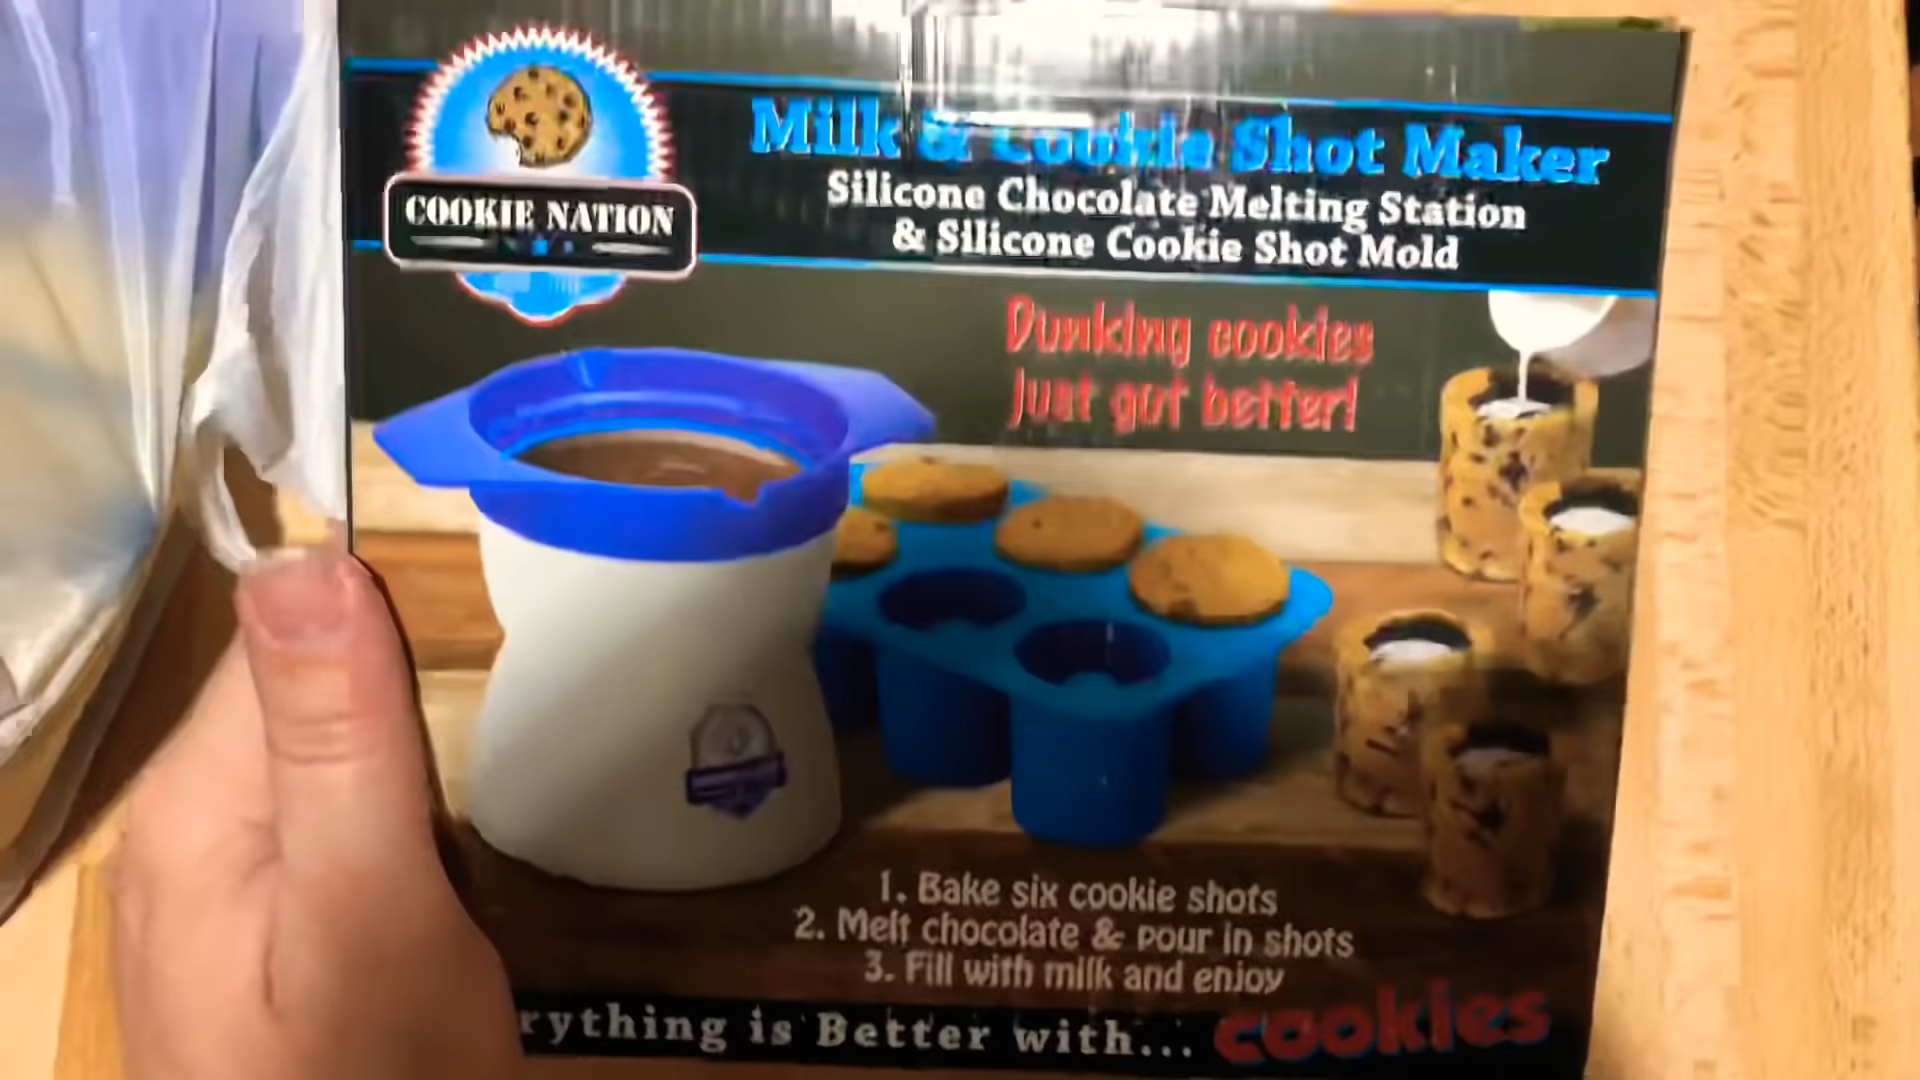 COOKIE NATION
Milk & Cookie Shot Maker
Silicone Chocolate Melting Station
& Silicone Cookie Shot Mold
Dunking cookies
just got better!
1. Bake six cookie shots
2. Melt chocolate & pour in shots
3. Fill with milk and enjoy
rything is Better with... cookies